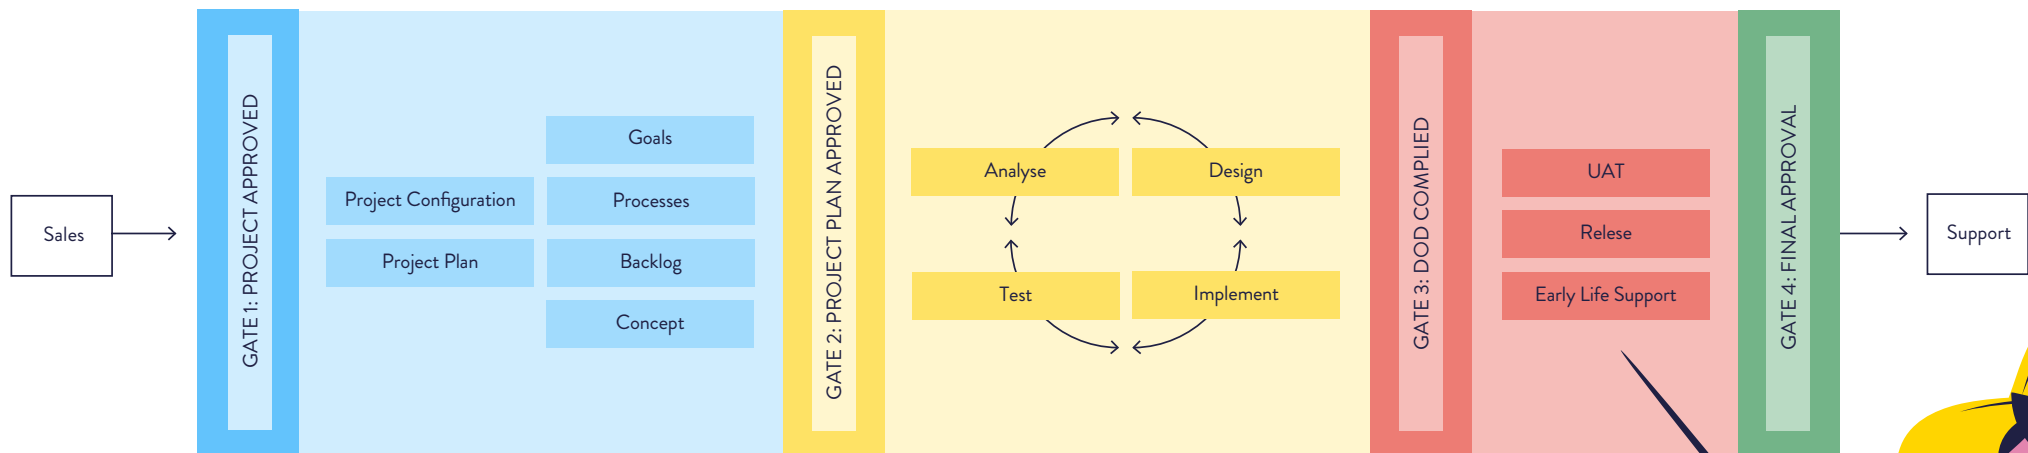 Sales
GATE 1: PROJECT APPROVED
Project Configuration
Project Plan
Goals
Processes
Backlog
Concept
GATE 2: PROJECT PLAN APPROVED
Analyse
Design
Test
Implement
GATE 3: DOD COMPLIED
UAT
Relese
Early Life Support
GATE 4: FINAL APPROVAL
Support